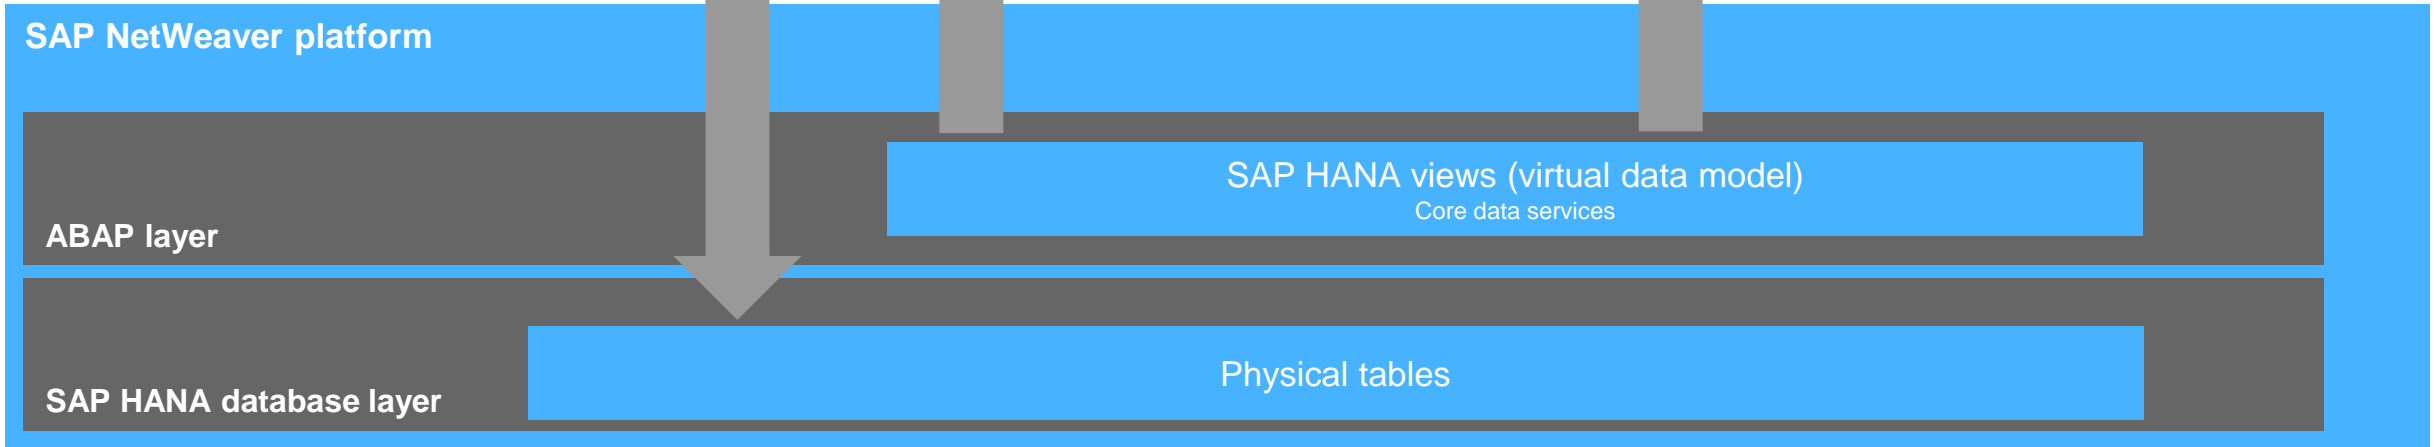 SAP NetWeaver platform
SAP HANA views (virtual data model)
Core data services
ABAP layer
Physical tables
SAP HANA database layer